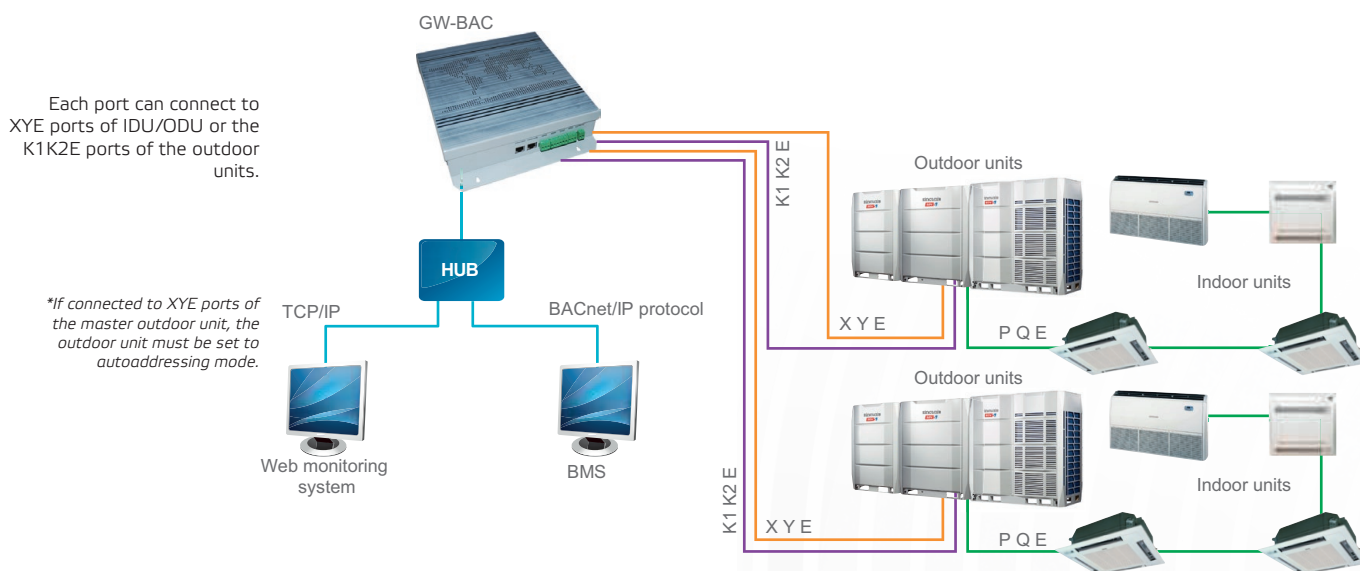 GW-BAC
Each port can connect to
XYE ports of IDU/ODU or the
K1K2E ports of the outdoor
units.
HUB
*If connected to XYE ports of
the master outdoor unit, the
outdoor unit must be set to
autoaddressing mode.
TCP/IP
BACnet/IP protocol
Web monitoring
system
BMS
K1 K2 E
X Y E
Outdoor units
Indoor units
P Q E
K1 K2 E
X Y E
Outdoor units
Indoor units
P Q E